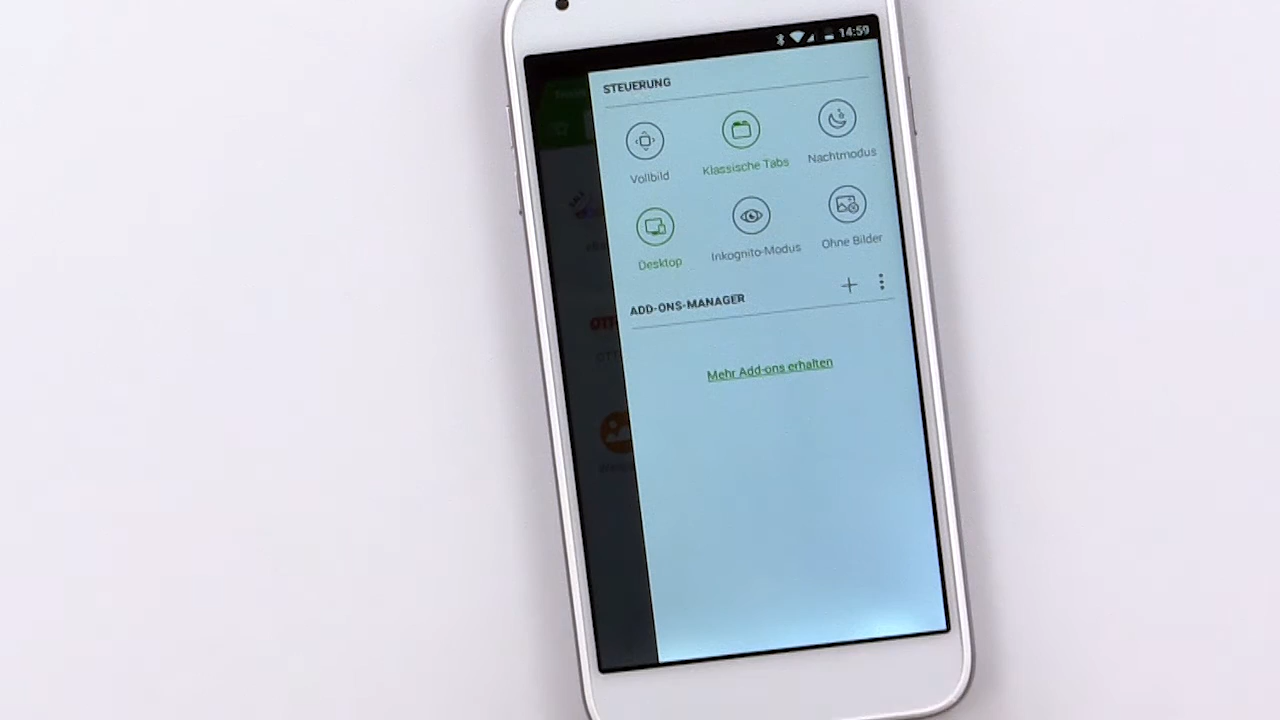 14:59
STEUERUNG
Vollbild
Klassische Tabs
Nachtmodus
Desktop
Inkognito-Modus
Ohne Bilder
ADD-ONS-MANAGER
Mehr Add-ons erhalten